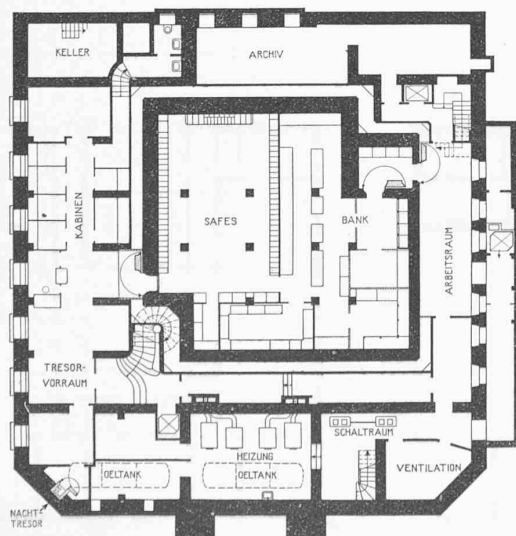 KELLER
ARCHIV
KABINEN
SAFES
BANK
ARBEITSRAUM
TRESOR-
VORRAUM
SCHALTRAUM
HEIZUNG
OELTANK
OELTANK
VENTILATION
NACHT-
TRESOR